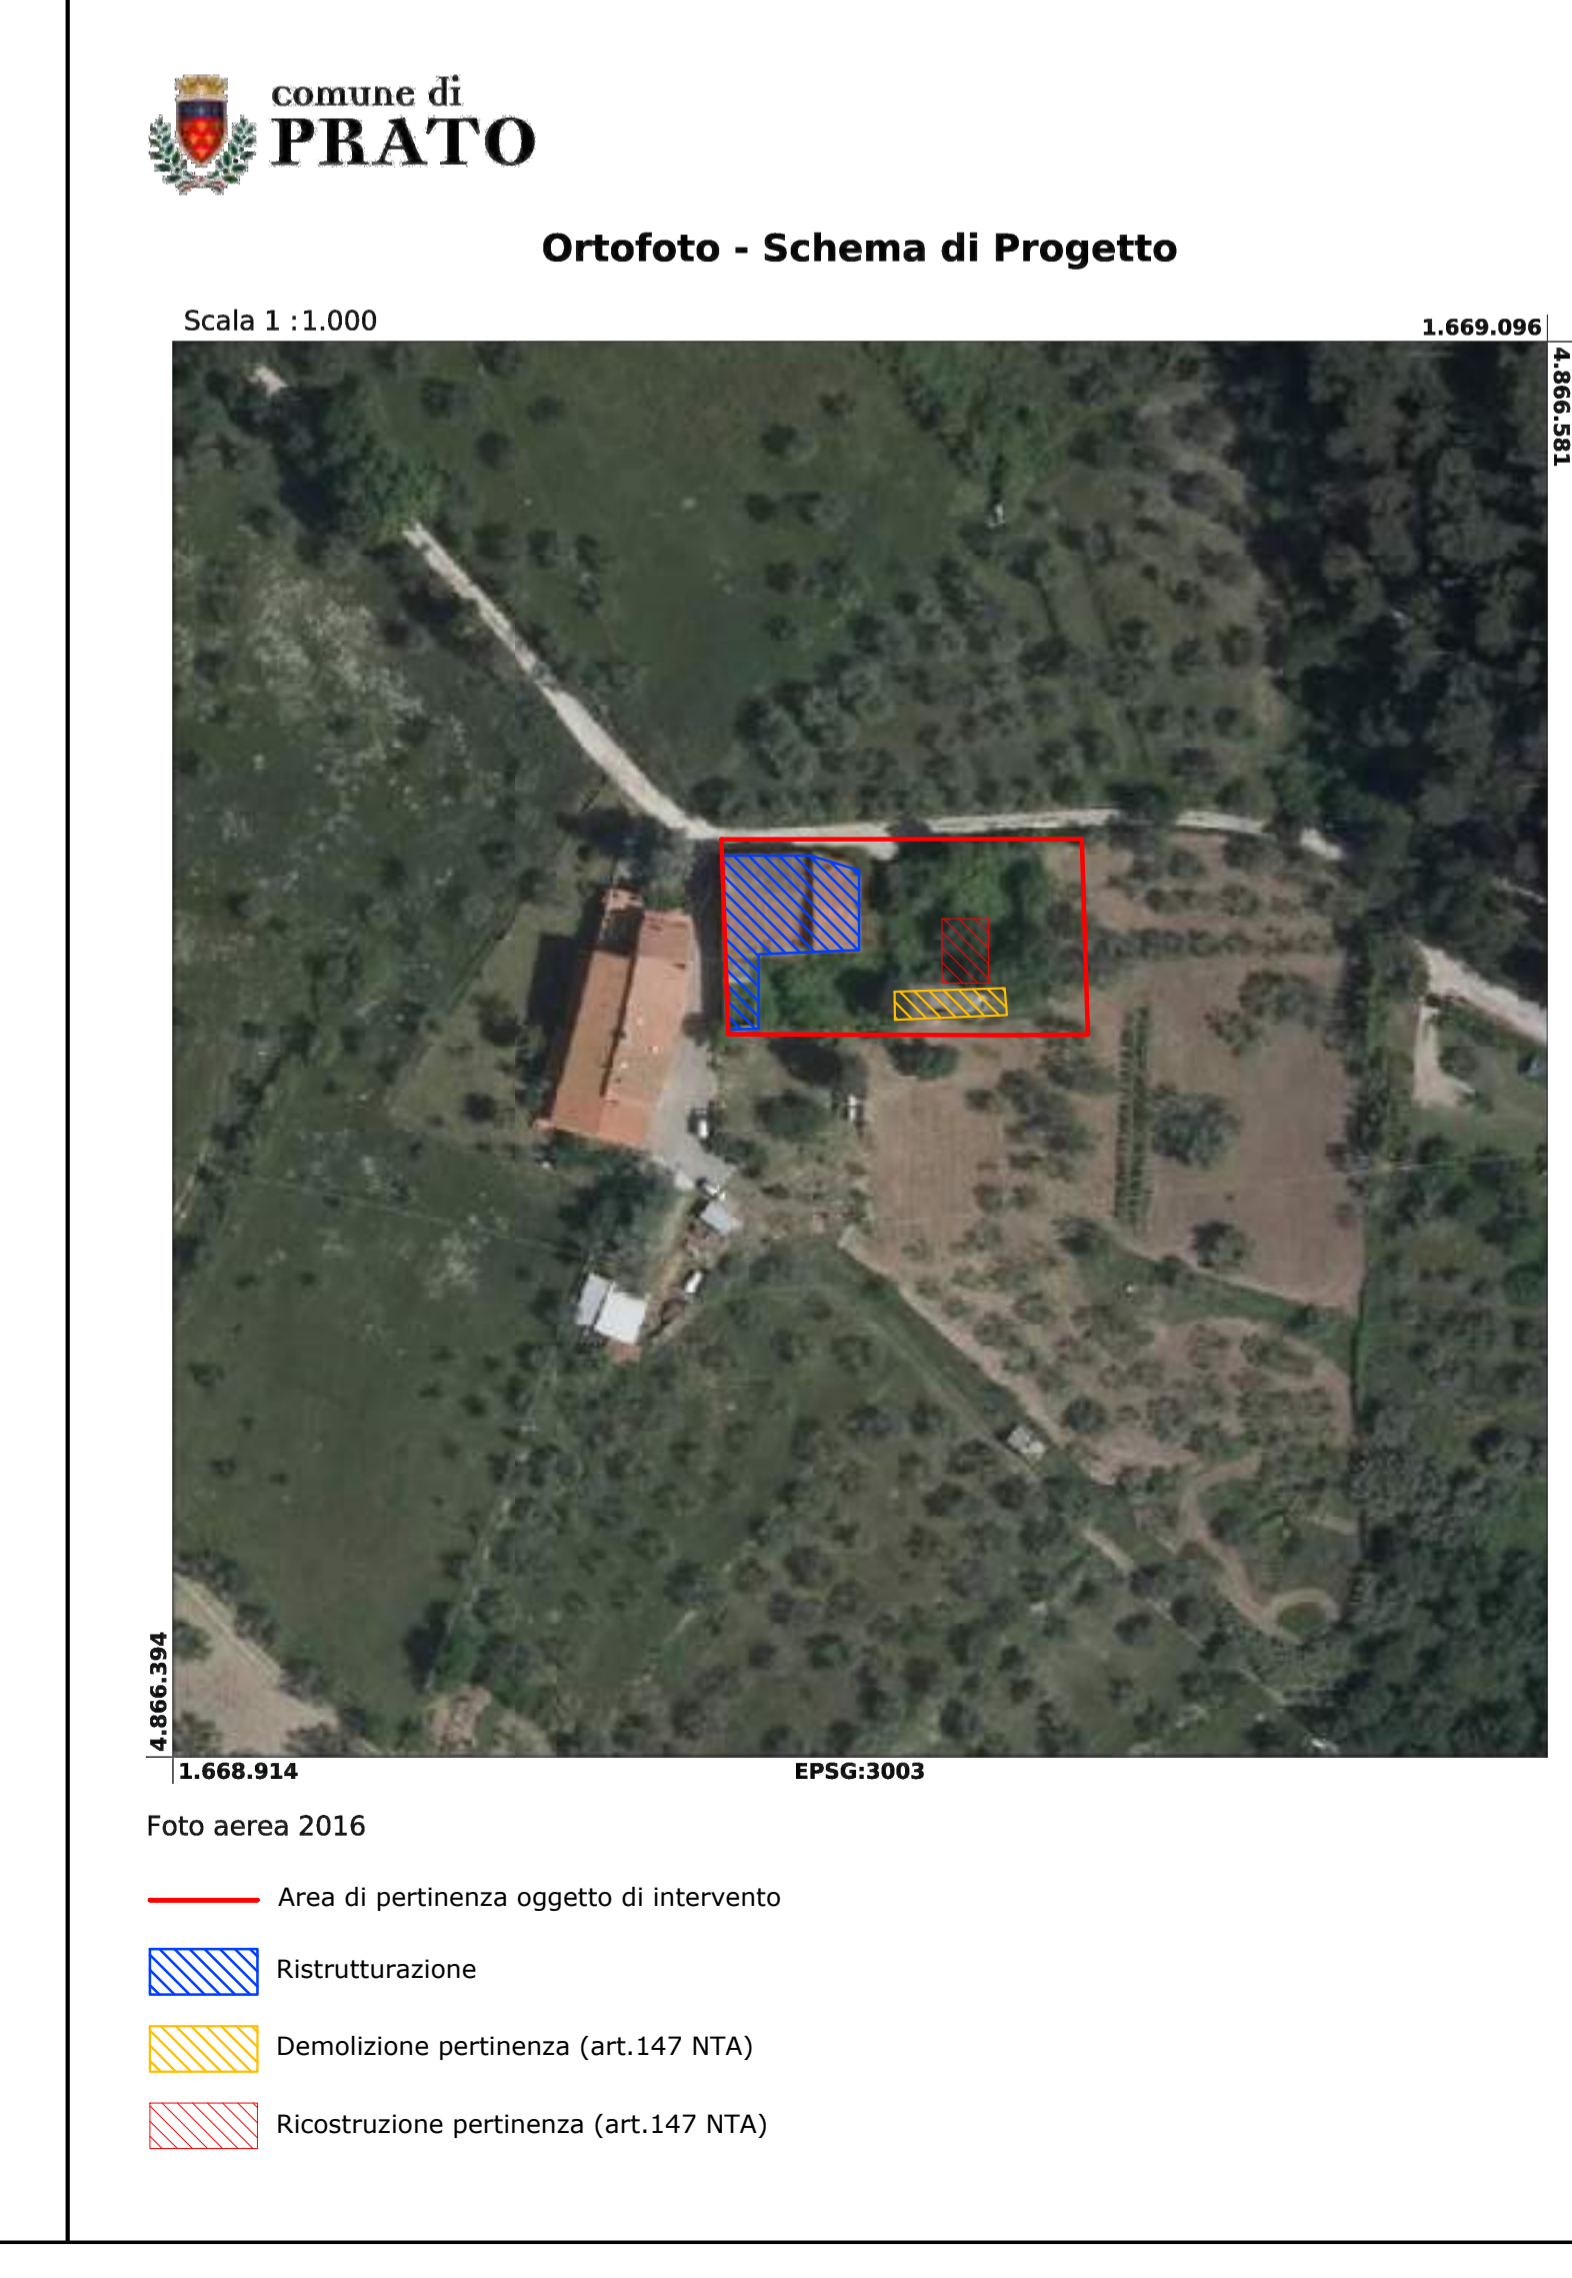 comune di
PRATO
Ortofoto - Schema di Progetto
Scala 1 :1.000
1.669.096
4.866.581
4.866.394
1.668.914
EPSG:3003
Foto aerea 2016
Area di pertinenza oggetto di intervento
Ristrutturazione
Demolizione pertinenza (art.147 NTA)
Ricostruzione pertinenza (art.147 NTA)